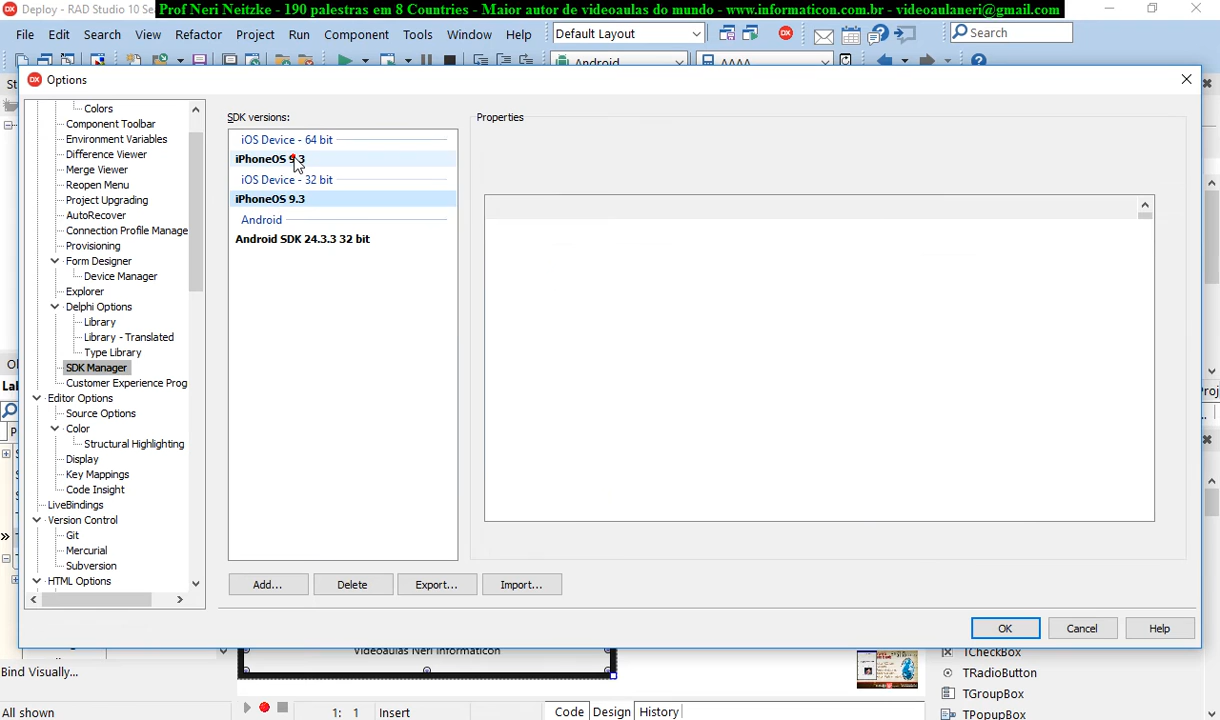 Deploy - RAD Studio 10 Se
Prof Neri Neitzke - 190 palestras em 8 Countries - Maior autor de videoaulas do mundo - www.informaticon.com.br - videoaulaneri@gmail.com
File Edit Search View Refactor Project Run Component Tools Window Help
Default Layout
Search
Android
AAAA
Options
St
Colors
Component Toolbar
Environment Variables
Difference Viewer
Merge Viewer
Reopen Menu
Project Upgrading
AutoRecover
Connection Profile Manage
Provisioning
Form Designer
Device Manager
Explorer
Delphi Options
Library
Library - Translated
Type Library
SDK Manager
Customer Experience Prog
Editor Options
Source Options
Color
Structural Highlighting
Display
Key Mappings
Code Insight
LiveBindings
Version Control
Git
Mercurial
Subversion
HTML Options
SDK versions:
iOS Device - 64 bit
iPhoneOS 9.3
iOS Device - 32 bit
iPhoneOS 9.3
Android
Android SDK 24.3.3 32 bit
Properties
Add...
Delete
Export...
Import...
OK
Cancel
Help
Lal
Proj
Bind Visually...
All shown
Videoaulas Neri Informaticon
1: 1
Insert
Code
Design
History
TCheckBox
TRadioButton
TGroupBox
TPopupBox